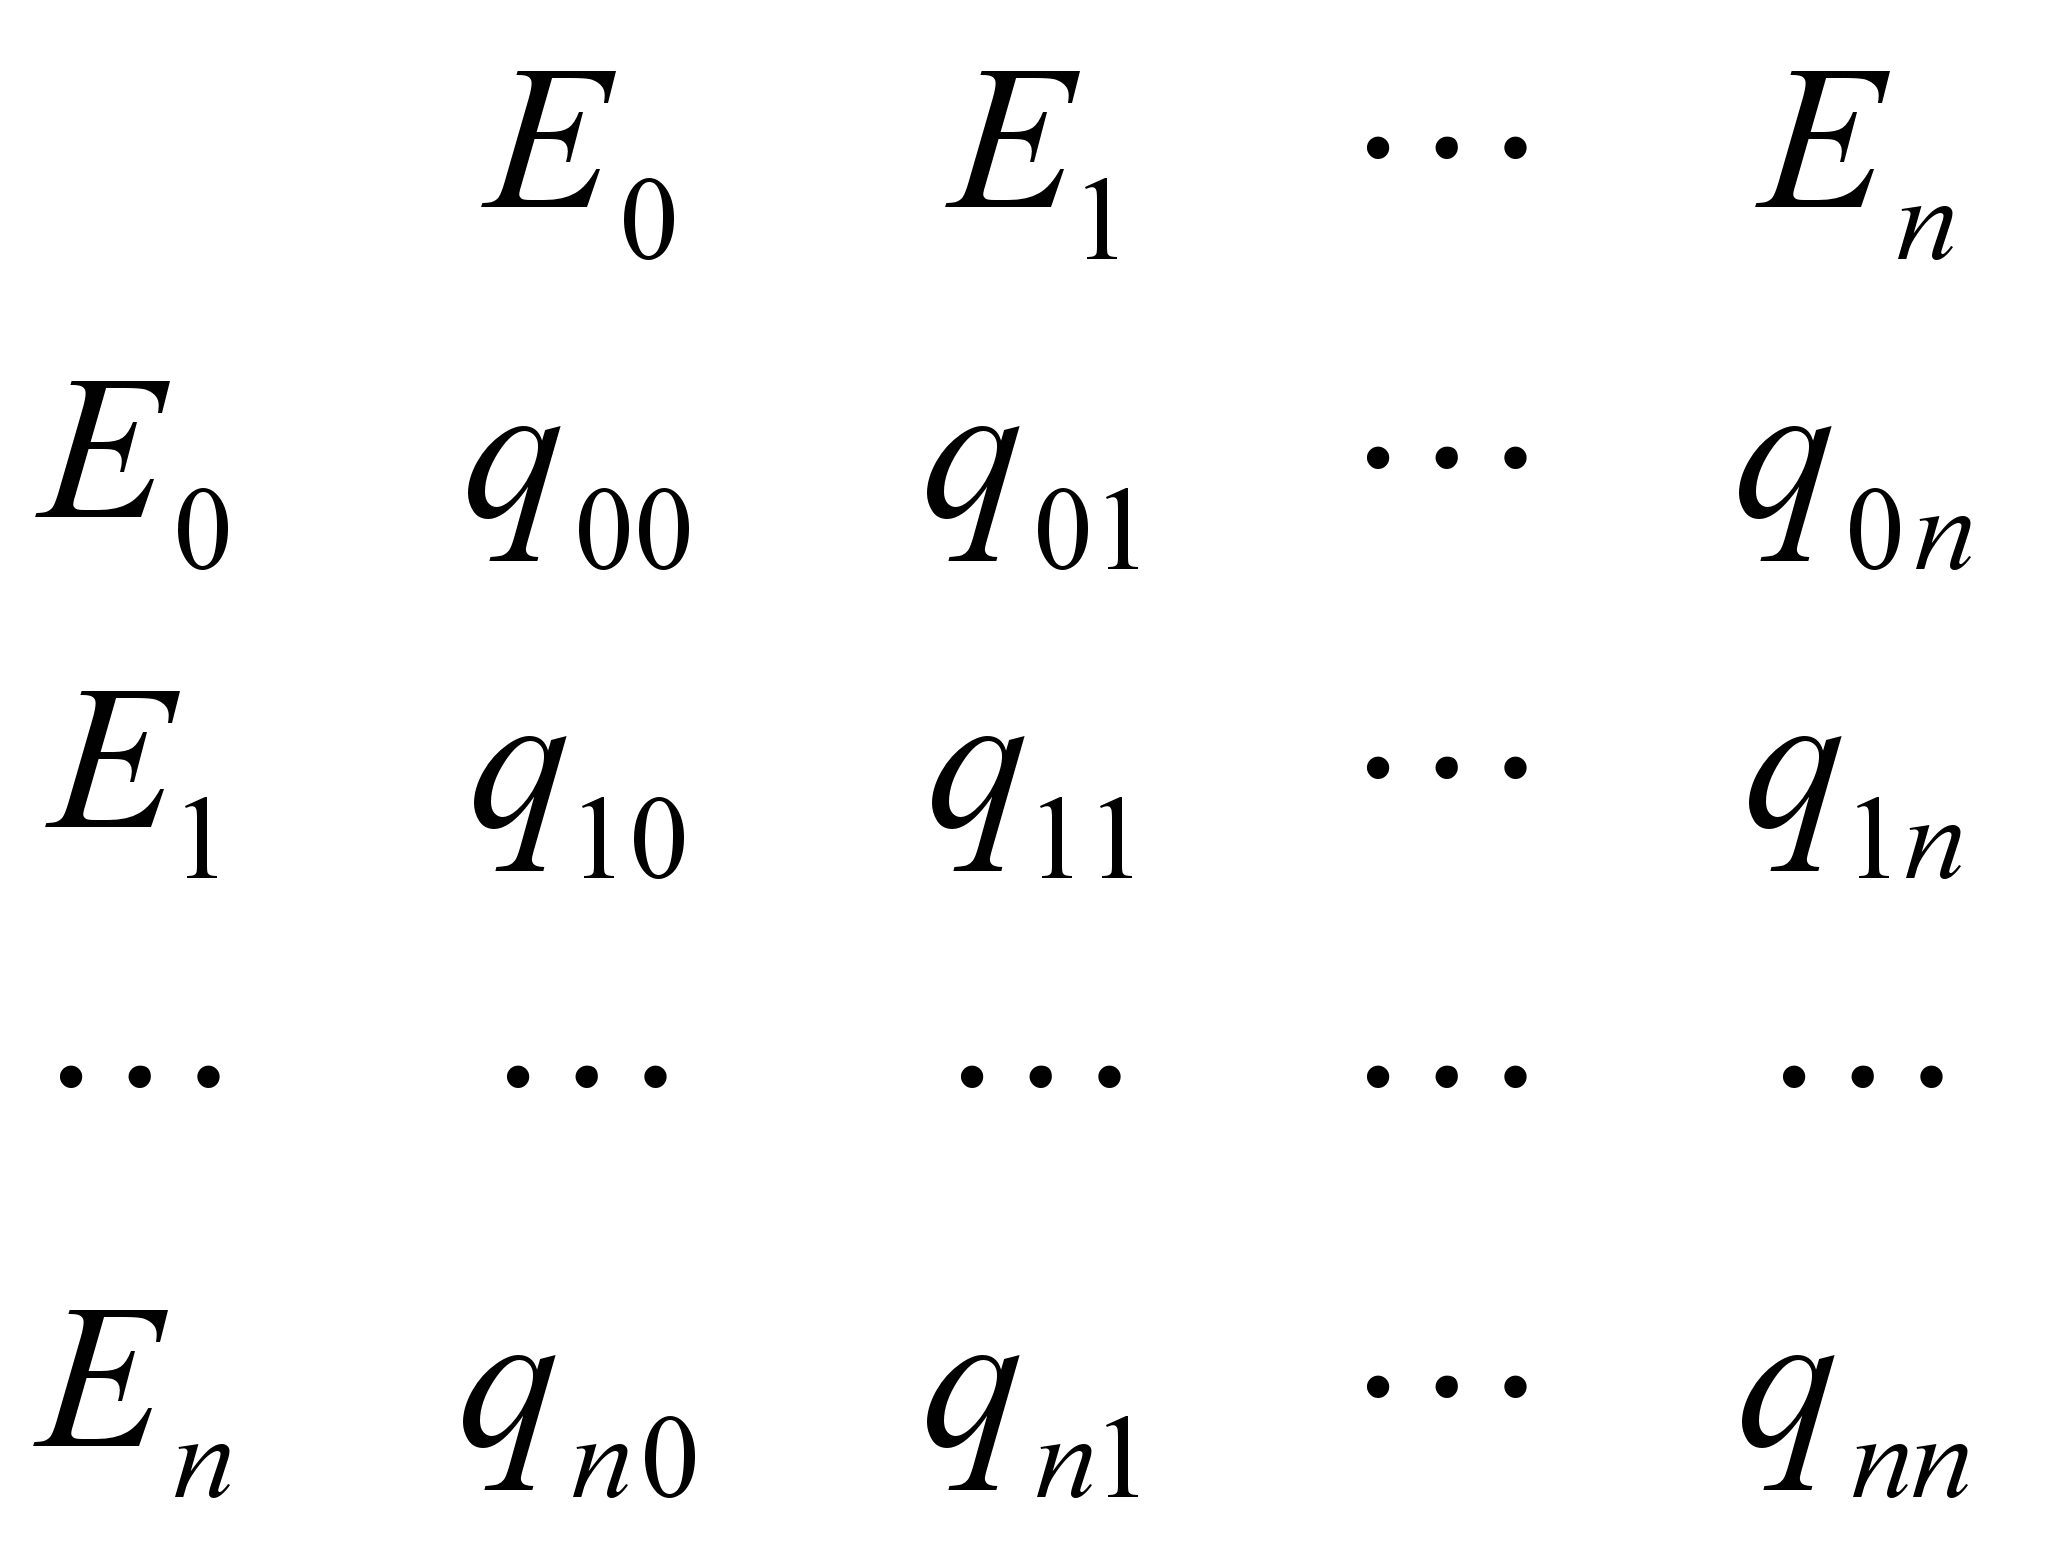 E₀ E₁ ··· Eₙ
E₀ q₀₀ q₀₁ ··· q₀ₙ
E₁ q₁₀ q₁₁ ··· q₁ₙ
··· ··· ··· ··· ···
Eₙ qₙ₀ qₙ₁ ··· qₙₙ